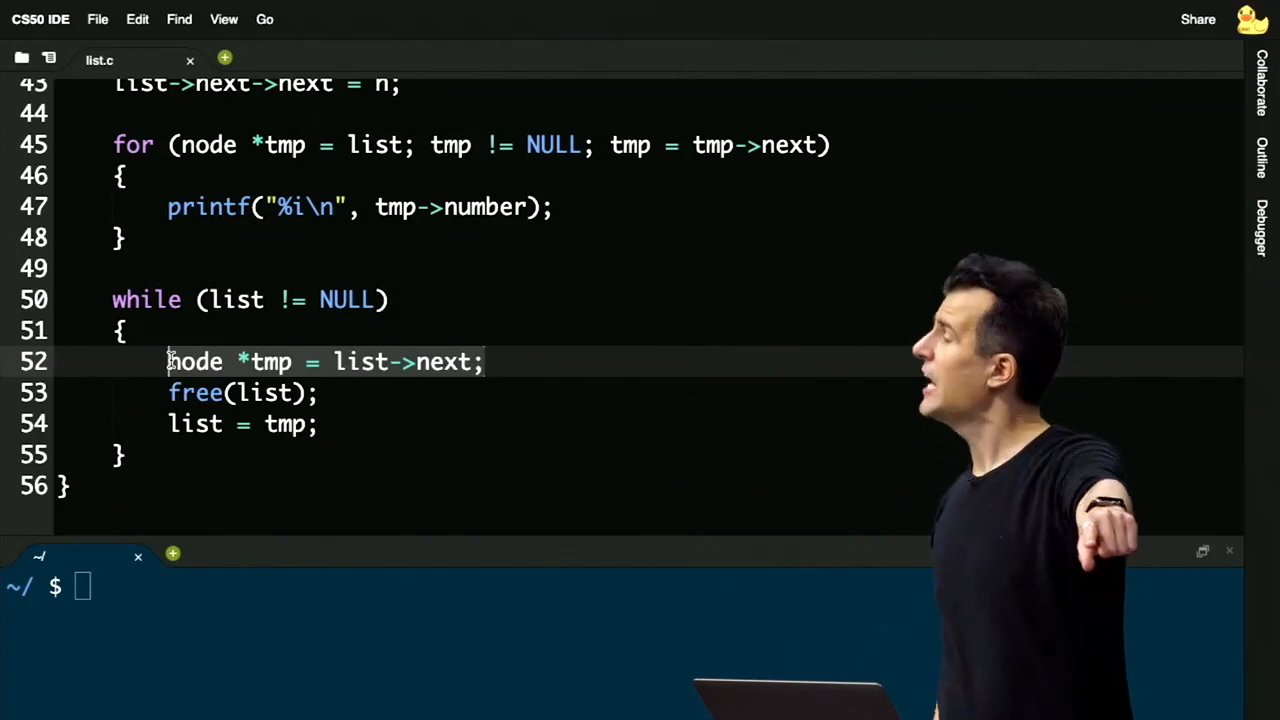 CS50 IDE File Edit Find View Go Share
list.c
Collaborate
Outline
Debugger
43 list->next->next = n;
44
45 for (node *tmp = list; tmp != NULL; tmp = tmp->next)
46 {
47 printf("%i\n", tmp->number);
48 }
49
50 while (list != NULL)
51 {
52 node *tmp = list->next;
53 free(list);
54 list = tmp;
55 }
56 }
~/
~/ $